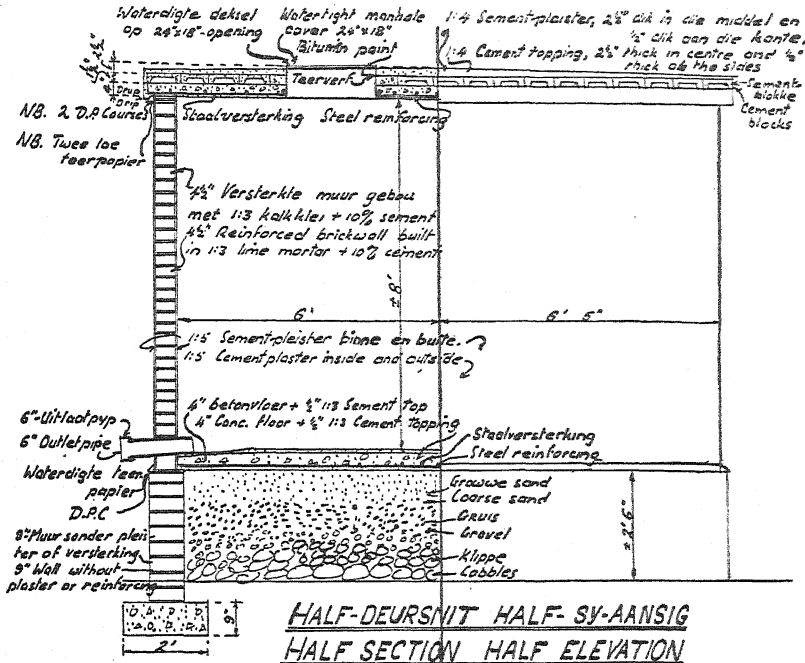 Waterdigte deksel
op 24"x18"-opening
Watertight manhole
cover 24"x18"
Bitumin paint
Teerverf
1:4 Sement-pleister, 2½" dik in die middel en
½" dik aan die kante.
1:4 Cement topping, 2½" thick in centre and ½"
thick at the sides
Sement-
blokke
Cement
blocks
Drup
Drip
NB. 2 D.P. Courses
Staalversterking Steel reinforcing
NB. Twee lae
teerpapier
4½" Versterkte muur gebou
met 1:3 kalkklei + 10% sement
4½" Reinforced brickwall built
in 1:3 lime mortar + 10% cement
±8'
6'
6' 5"
1:5 Sement-pleister binne en buite.
1:5 Cement plaster inside and outside
4" betonvloer + ½" 1:3 Sement top
4" Conc. floor + ½" 1:3 Cement topping
6"-Uitlaatpyp
6" Outlet pipe
Staalversterking
Steel reinforcing
Waterdigte teer
papier
D.P.C
Growwe sand
Coarse sand
Gruis
Gravel
Klippe
Cobbles
±2'6"
9" Muur sonder pleis
ter of versterking
9" Wall without
plaster or reinforcing
9"
2'
HALF-DEURSNIT HALF-SY-AANSIG
HALF SECTION HALF ELEVATION